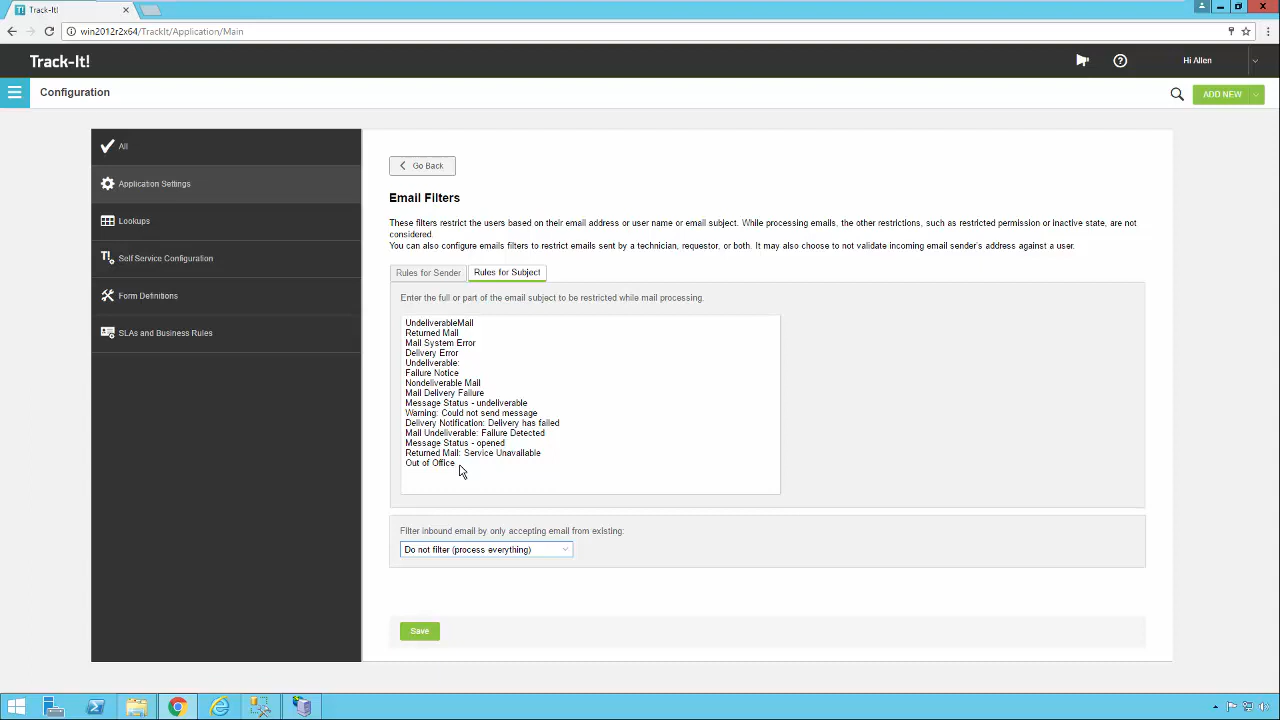 Track-It!
win2012r2x64/TrackIt/Application/Main
Track-It!
Hi Allen
Configuration
ADD NEW
All
Application Settings
Lookups
Self Service Configuration
Form Definitions
SLAs and Business Rules
Go Back
Email Filters
These filters restrict the users based on their email address or user name or email subject. While processing emails, the other restrictions, such as restricted permission or inactive state, are not
considered.
You can also configure emails filters to restrict emails sent by a technician, requestor, or both. It may also choose to not validate incoming email sender's address against a user.
Rules for Sender
Rules for Subject
Enter the full or part of the email subject to be restricted while mail processing.
UndeliverableMail
Returned Mail
Mail System Error
Delivery Error
Undeliverable:
Failure Notice
Nondeliverable Mail
Mail Delivery Failure
Message Status - undeliverable
Warning: Could not send message
Delivery Notification: Delivery has failed
Mail Undeliverable: Failure Detected
Message Status - opened
Returned Mail: Service Unavailable
Out of Office
Filter inbound email by only accepting email from existing:
Do not filter (process everything)
Save